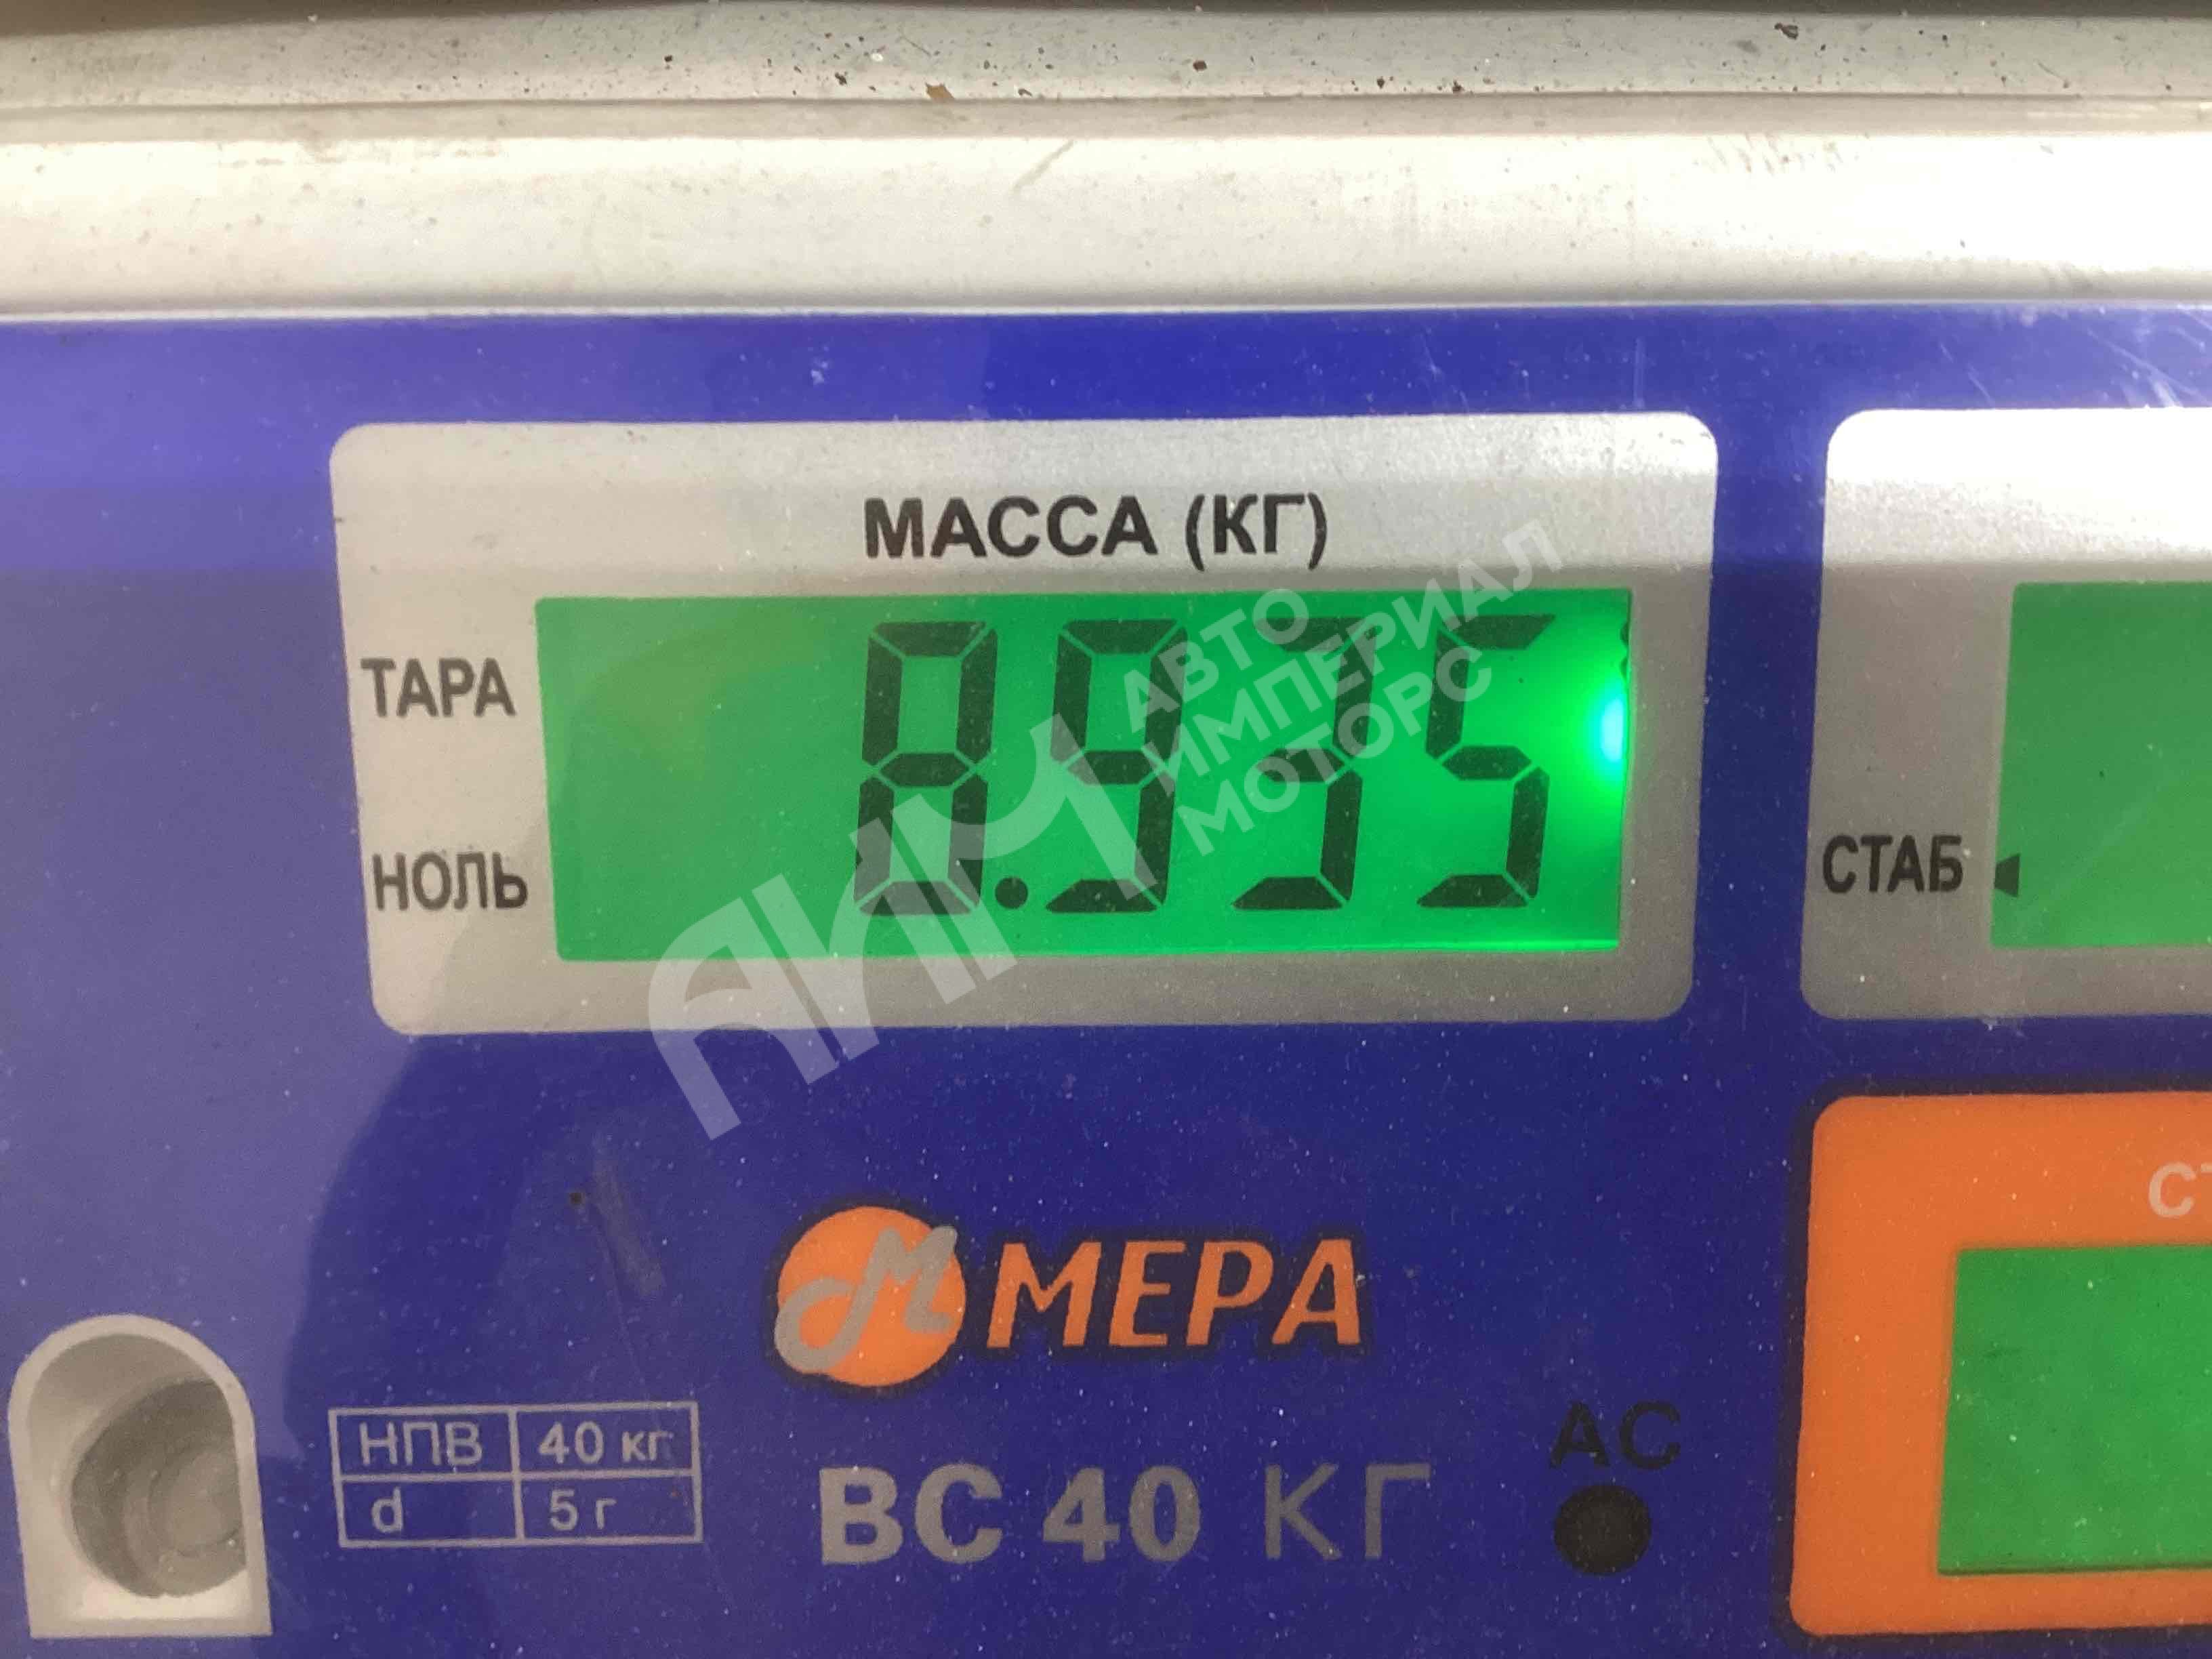 МАССА (КГ)
ТАРА
8.935
НОЛЬ
СТАБ
АВТО
ИМПЕРИАЛ
МОТОРС
АИМ
МЕРА
НПВ 40 кг
d 5 г
ВС 40 КГ
АС